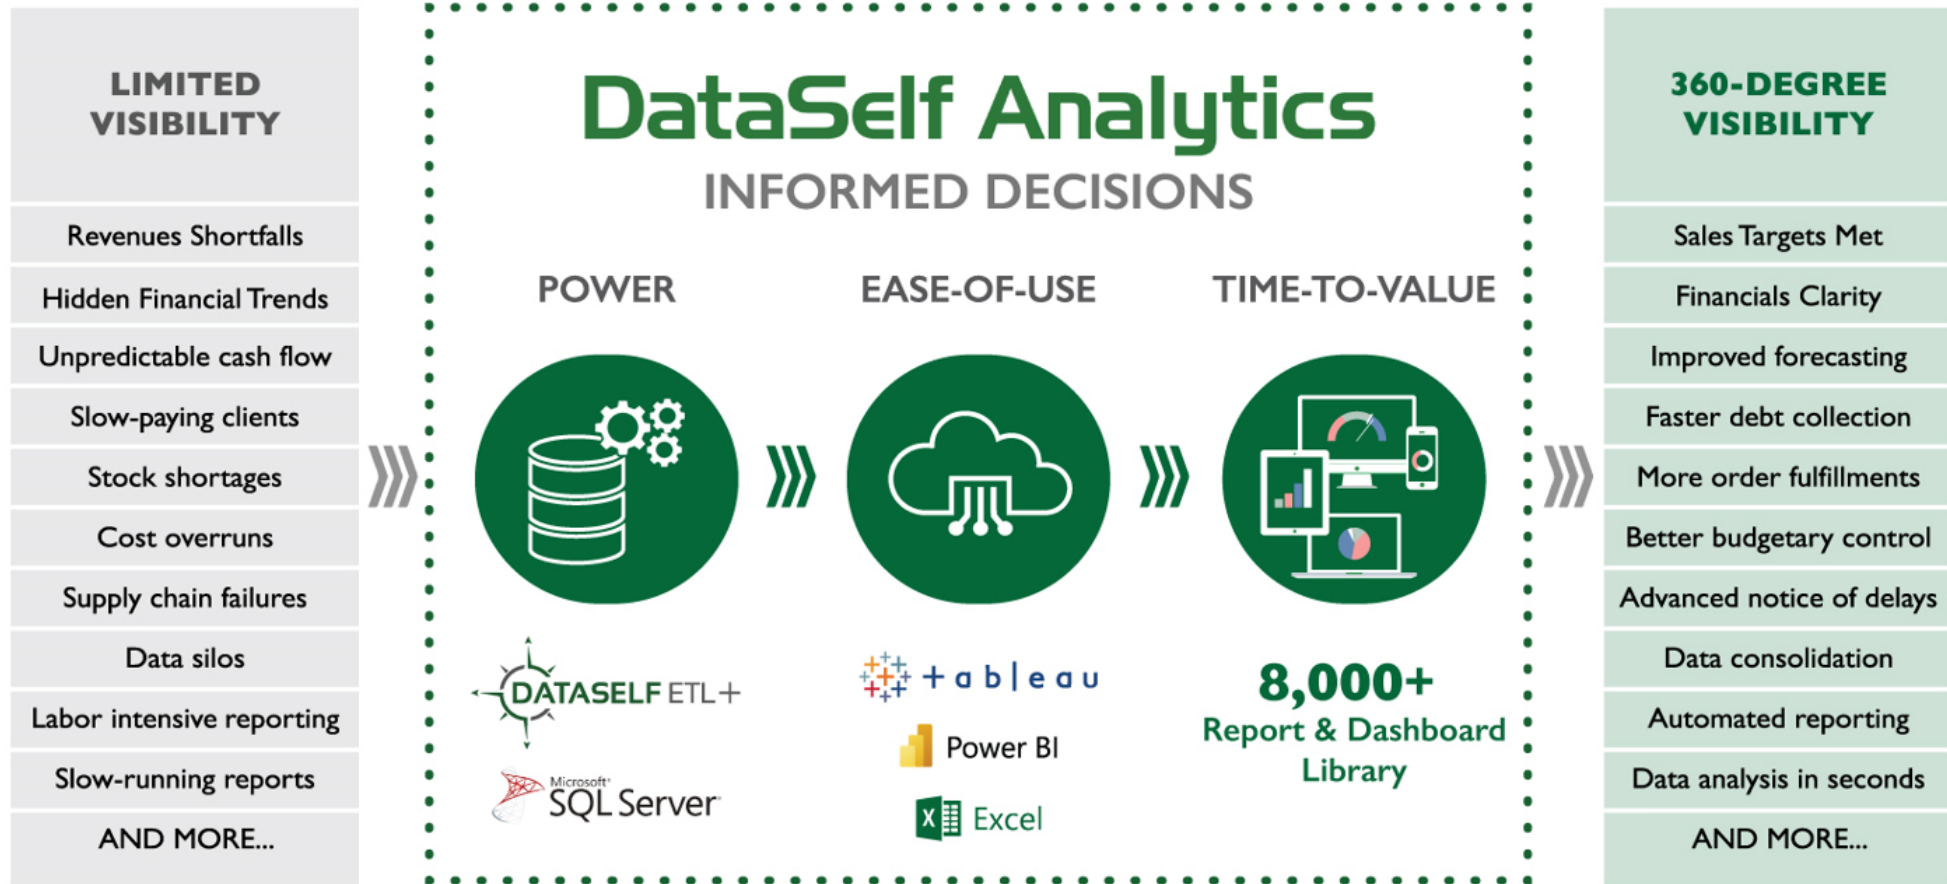 LIMITED
VISIBILITY
Revenues Shortfalls
Hidden Financial Trends
Unpredictable cash flow
Slow-paying clients
Stock shortages
Cost overruns
Supply chain failures
Data silos
Labor intensive reporting
Slow-running reports
AND MORE...
DataSelf Analytics
INFORMED DECISIONS
POWER
DATASELF ETL+
Microsoft
SQL Server
EASE-OF-USE
+ableau
Power BI
X
Excel
TIME-TO-VALUE
8,000+
Report & Dashboard
Library
360-DEGREE
VISIBILITY
Sales Targets Met
Financials Clarity
Improved forecasting
Faster debt collection
More order fulfillments
Better budgetary control
Advanced notice of delays
Data consolidation
Automated reporting
Data analysis in seconds
AND MORE...